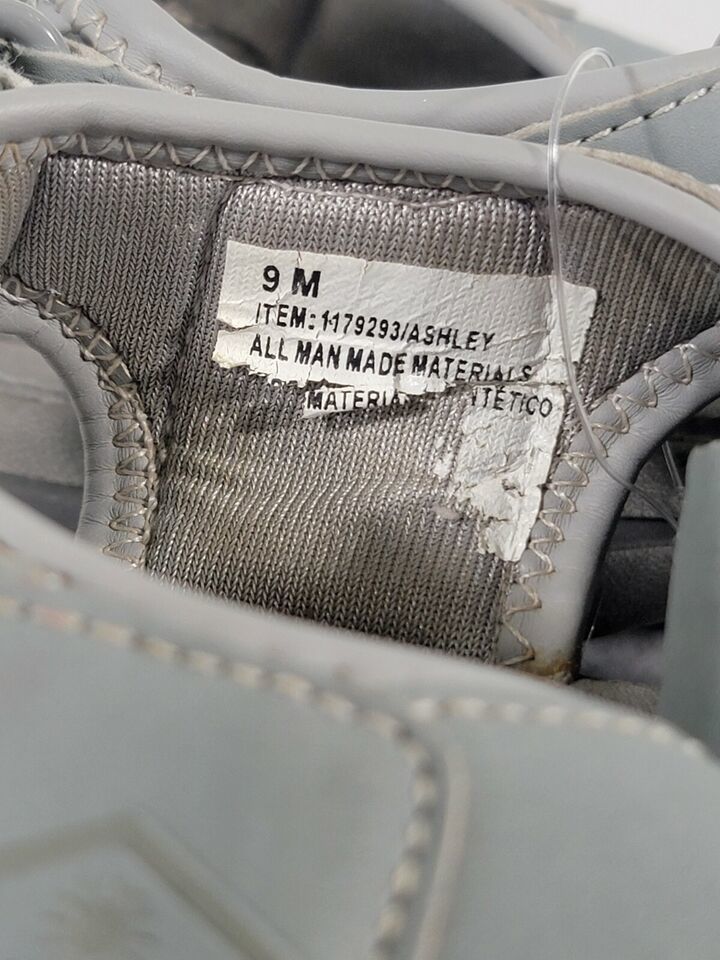 9 M
ITEM: 1179293/ASHLEY
ALL MAN MADE MATERIALS